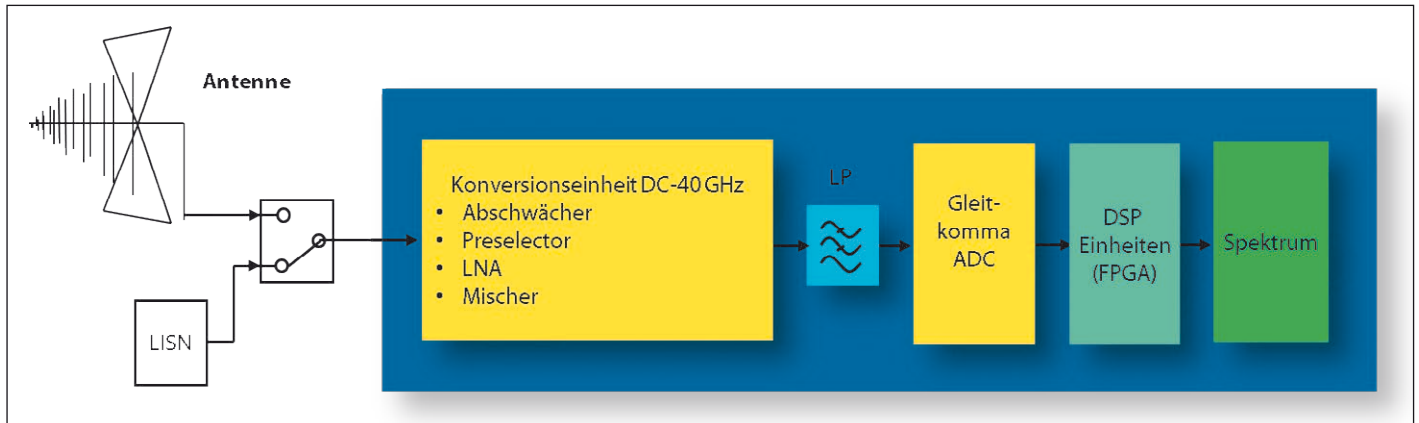 Antenne
LISN
Konversionseinheit DC-40 GHz
• Abschwächer
• Preselector
• LNA
• Mischer
LP
Gleit-
komma
ADC
DSP
Einheiten
(FPGA)
Spektrum